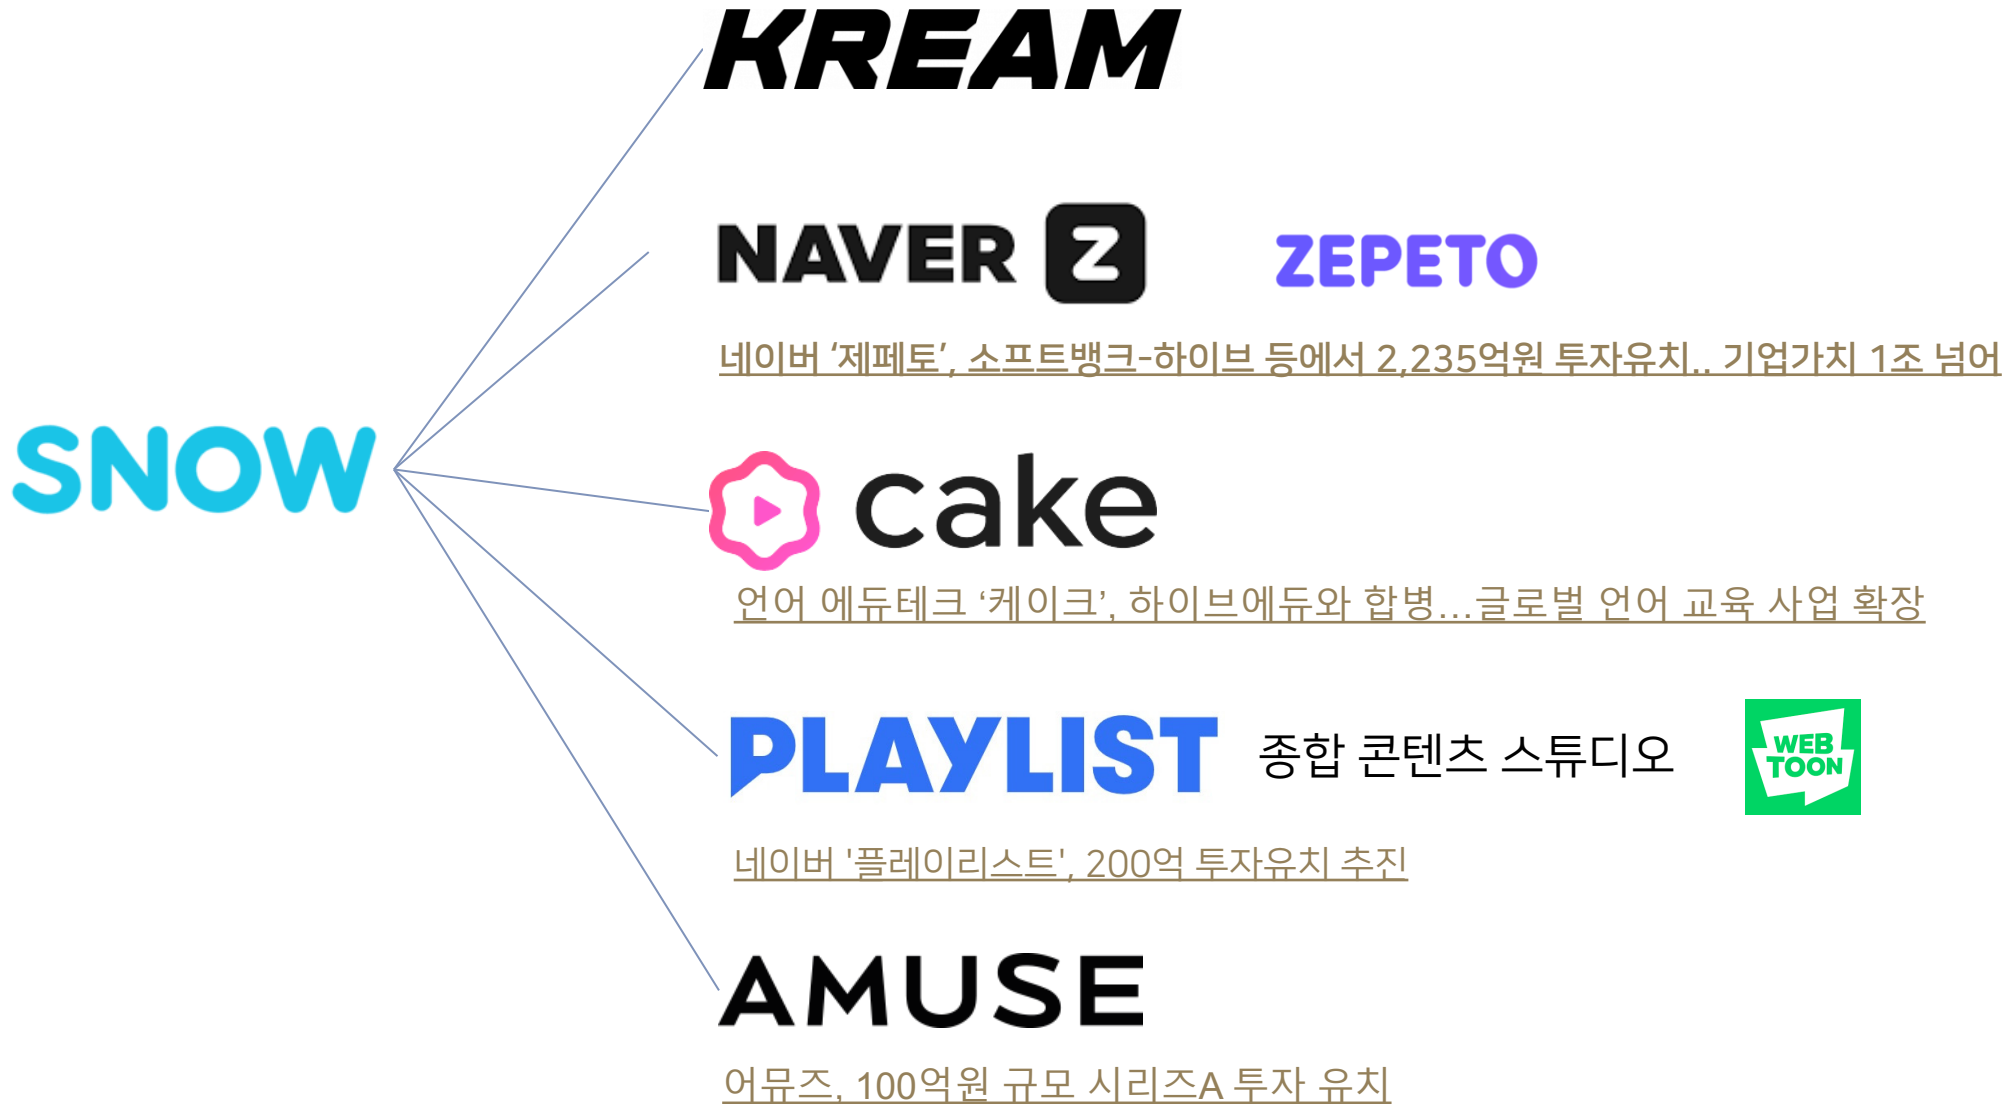 KREAM
NAVER Z ZEPETO
네이버 ‘제페토’, 소프트뱅크-하이브 등에서 2,235억원 투자유치.. 기업가치 1조 넘어
SNOW
cake
언어 에듀테크 ‘케이크’, 하이브에듀와 합병...글로벌 언어 교육 사업 확장
PLAYLIST 종합 콘텐츠 스튜디오
WEB
TOON
네이버 '플레이리스트', 200억 투자유치 추진
AMUSE
어뮤즈, 100억원 규모 시리즈A 투자 유치